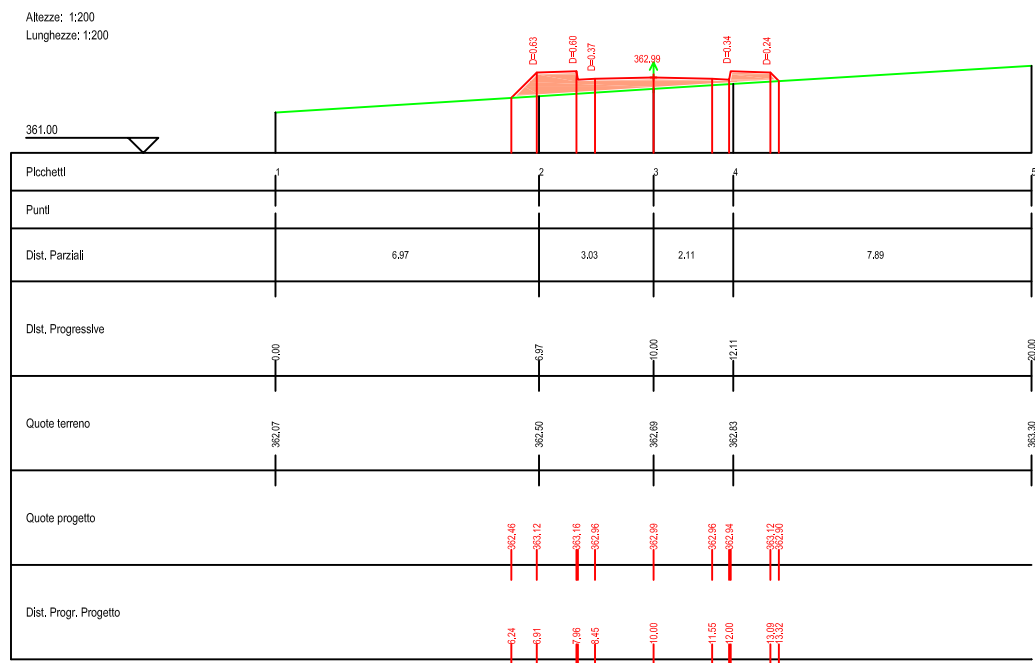 Altezze: 1:200
Lunghezze: 1:200
D=0.63
D=0.60
D=0.37
362.99
D=0.34
D=0.24
361.00
Picchetti
1
2
3
4
5
Punti
Dist. Parziali
6.97
3.03
2.11
7.89
Dist. Progressive
0.00
6.97
10.00
12.11
20.00
Quote terreno
362.07
362.50
362.69
362.83
363.30
Quote progetto
362.46
363.12
363.16
362.96
362.99
362.96
362.94
363.12
362.90
Dist. Progr. Progetto
6.24
6.91
7.96
8.45
10.00
11.55
12.00
13.09
13.32